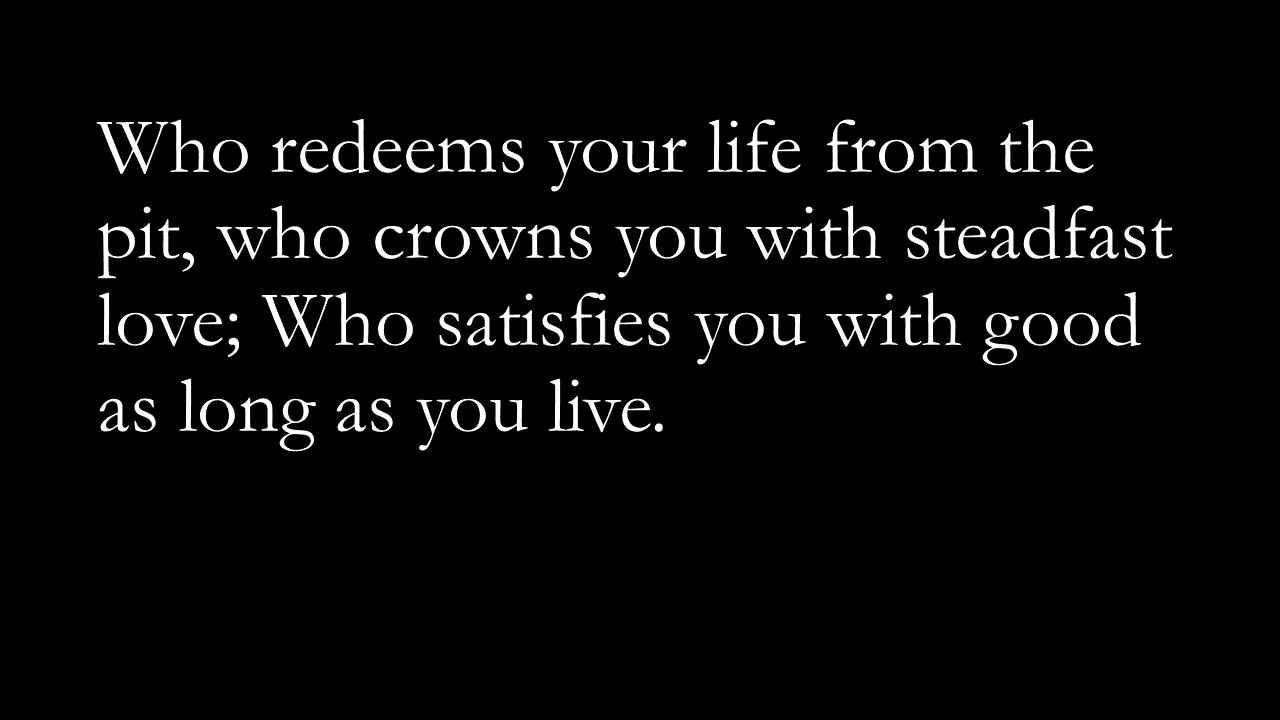 Who redeems your life from the
pit, who crowns you with steadfast
love; Who satisfies you with good
as long as you live.